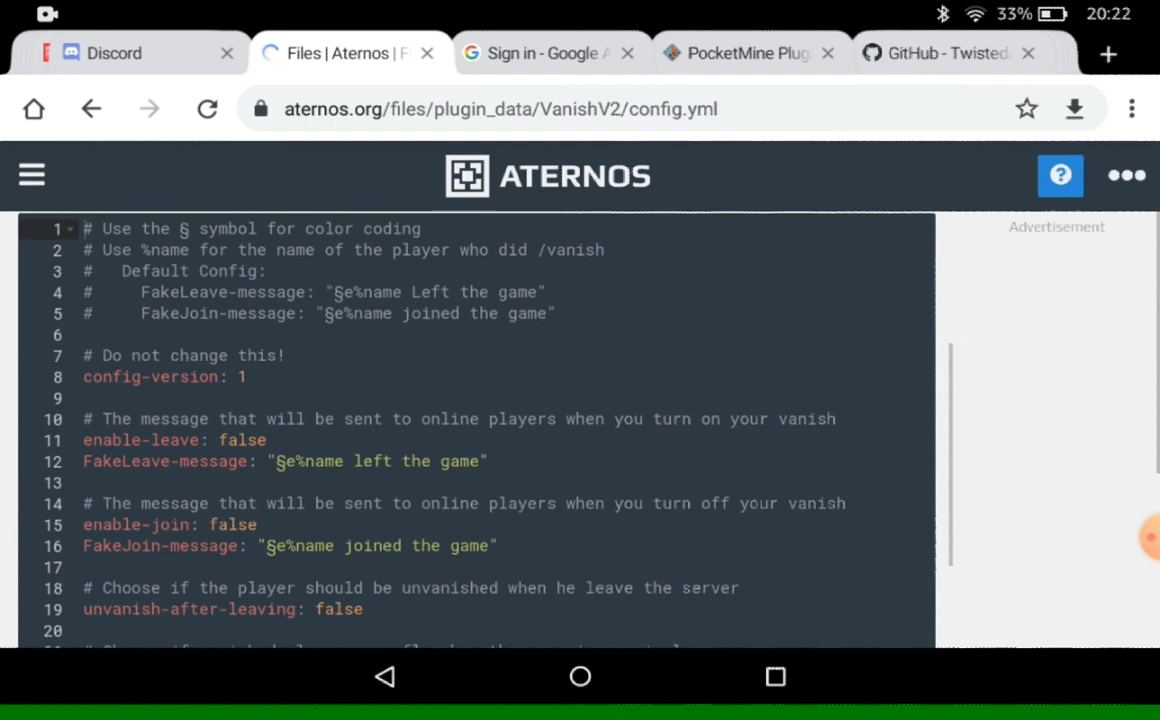 33% 20:22
Discord
Files | Aternos | F
Sign in - Google A
PocketMine Plug
GitHub - Twisted
aternos.org/files/plugin_data/VanishV2/config.yml
ATERNOS
Advertisement
1 # Use the § symbol for color coding
2 # Use %name for the name of the player who did /vanish
3 #   Default Config:
4 #     FakeLeave-message: "§e%name Left the game"
5 #     FakeJoin-message: "§e%name joined the game"
6
7 # Do not change this!
8 config-version: 1
9
10 # The message that will be sent to online players when you turn on your vanish
11 enable-leave: false
12 FakeLeave-message: "§e%name left the game"
13
14 # The message that will be sent to online players when you turn off your vanish
15 enable-join: false
16 FakeJoin-message: "§e%name joined the game"
17
18 # Choose if the player should be unvanished when he leave the server
19 unvanish-after-leaving: false
20